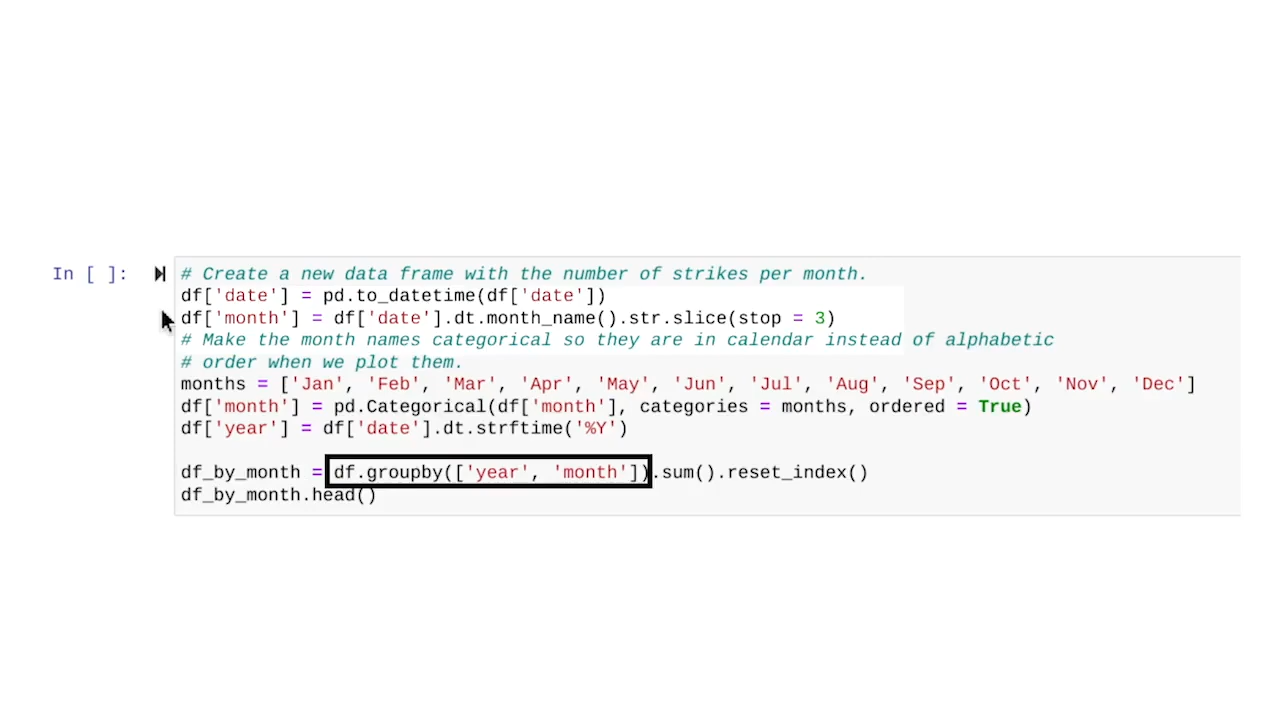 In [ ]: # Create a new data frame with the number of strikes per month.
df['date'] = pd.to_datetime(df['date'])
df['month'] = df['date'].dt.month_name().str.slice(stop = 3)
# Make the month names categorical so they are in calendar instead of alphabetic
# order when we plot them.
months = ['Jan', 'Feb', 'Mar', 'Apr', 'May', 'Jun', 'Jul', 'Aug', 'Sep', 'Oct', 'Nov', 'Dec']
df['month'] = pd.Categorical(df['month'], categories = months, ordered = True)
df['year'] = df['date'].dt.strftime('%Y')
df_by_month = df.groupby(['year', 'month']).sum().reset_index()
df_by_month.head()